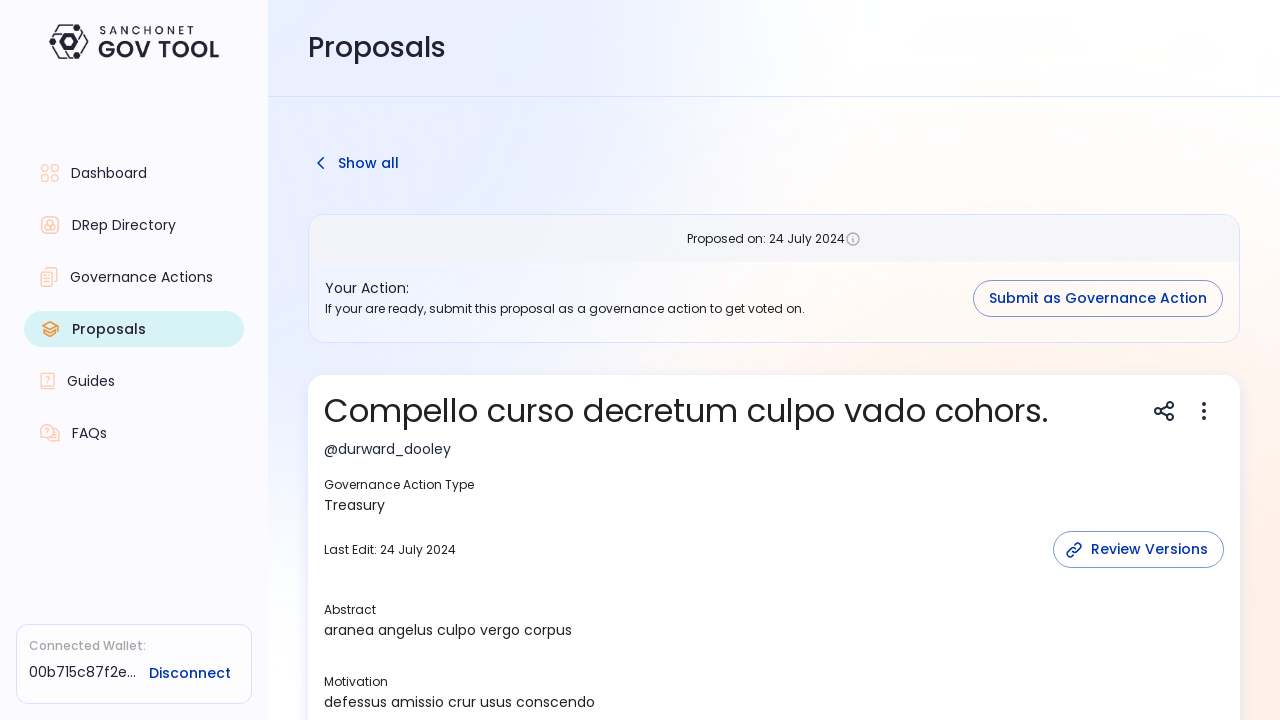 SANCHONET
GOV TOOL
Proposals
Dashboard
DRep Directory
Governance Actions
Proposals
Guides
FAQs
Connected Wallet:
00b715c87f2e...
Disconnect
Show all
Proposed on: 24 July 2024
Your Action:
If your are ready, submit this proposal as a governance action to get voted on.
Submit as Governance Action
Compello curso decretum culpo vado cohors.
@durward_dooley
Governance Action Type
Treasury
Last Edit: 24 July 2024
Review Versions
Abstract
aranea angelus culpo vergo corpus
Motivation
defessus amissio crur usus conscendo